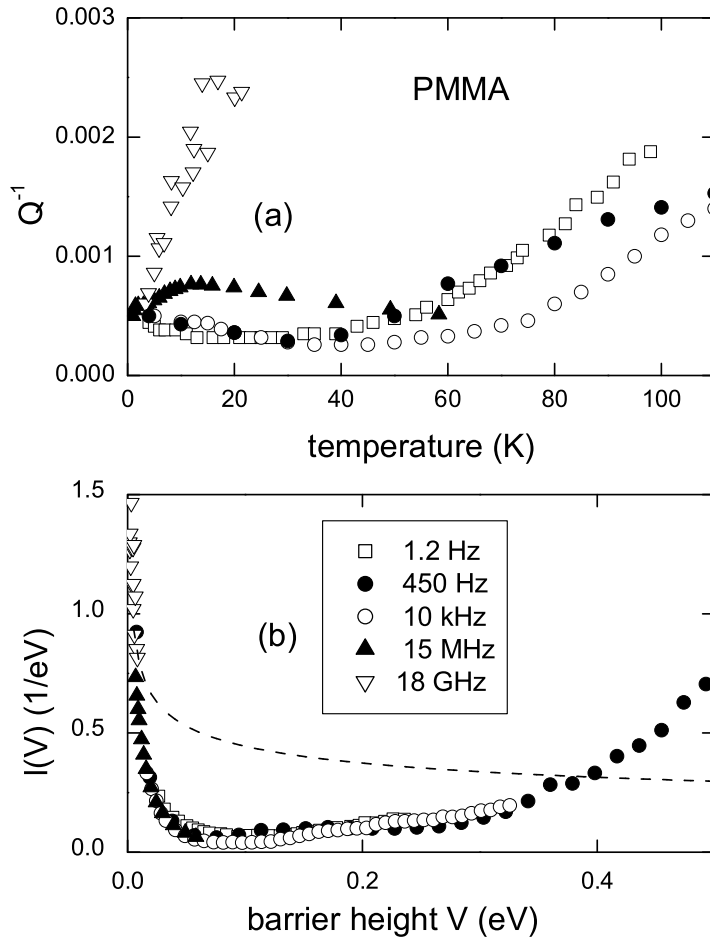 0.003
0.002
0.001
0.000
Q⁻¹
PMMA
(a)
0 20 40 60 80 100
temperature (K)
1.5
1.0
0.5
0.0
I(V) (1/eV)
(b)
1.2 Hz
450 Hz
10 kHz
15 MHz
18 GHz
0.0 0.2 0.4
barrier height V (eV)